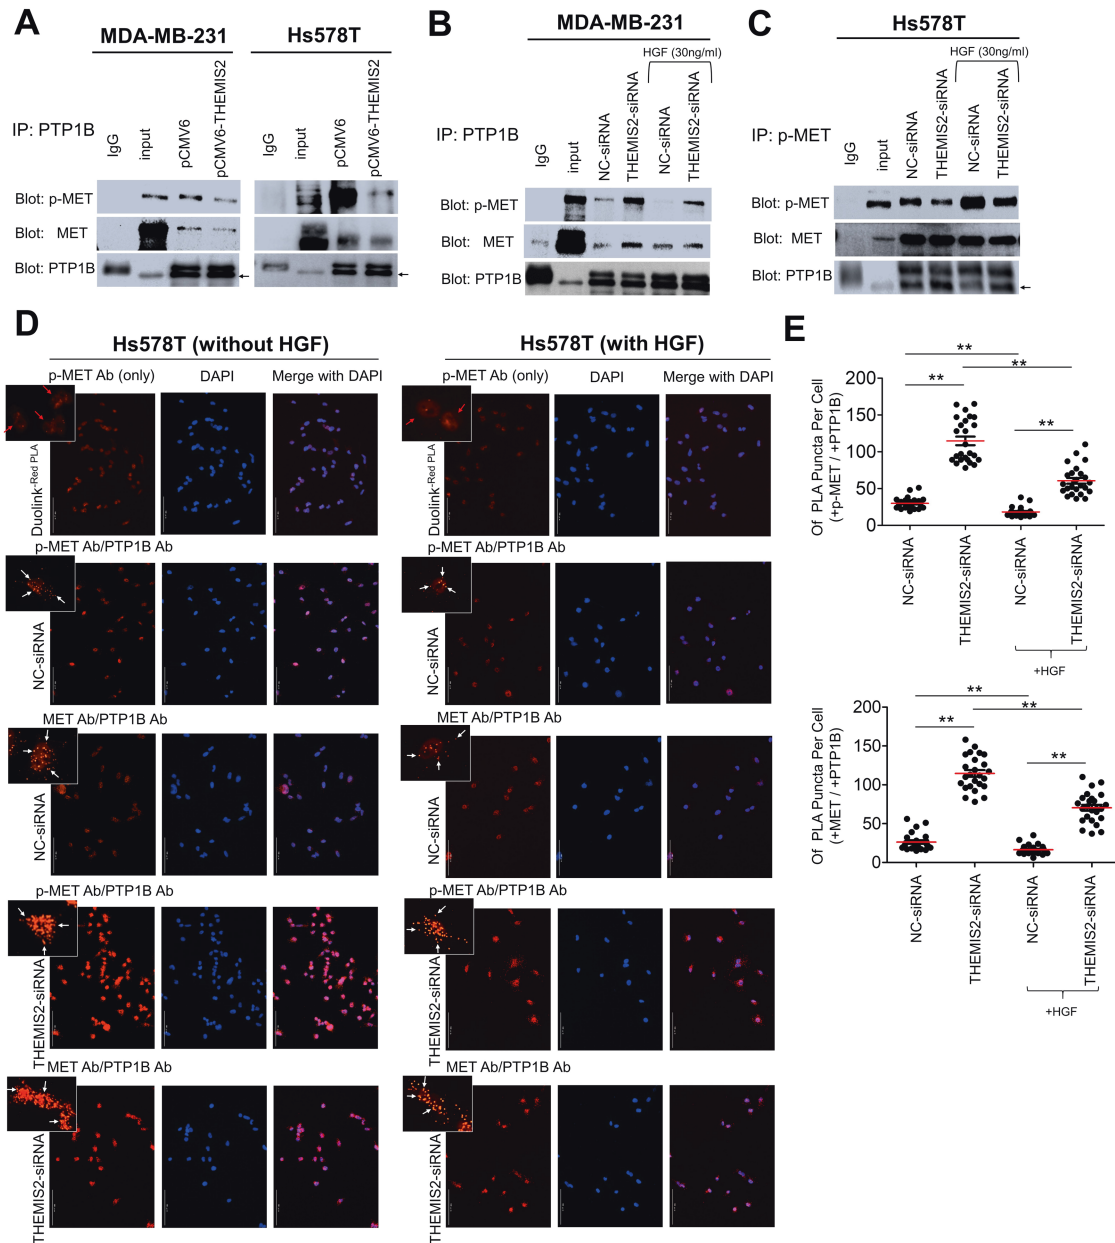 A
MDA-MB-231
Hs578T
IP: PTP1B
IgG
input
pCMV6
pCMV6-THEMIS2
IgG
input
pCMV6
pCMV6-THEMIS2
Blot: p-MET
Blot: MET
Blot: PTP1B
B
MDA-MB-231
HGF (30ng/ml)
IP: PTP1B
IgG
input
NC-siRNA
THEMIS2-siRNA
NC-siRNA
THEMIS2-siRNA
Blot: p-MET
Blot: MET
Blot: PTP1B
C
Hs578T
HGF (30ng/ml)
IP: p-MET
IgG
input
NC-siRNA
THEMIS2-siRNA
NC-siRNA
THEMIS2-siRNA
Blot: p-MET
Blot: MET
Blot: PTP1B
D
Hs578T (without HGF)
p-MET Ab (only)
DAPI
Merge with DAPI
Duolink-Red PLA
p-MET Ab/PTP1B Ab
NC-siRNA
MET Ab/PTP1B Ab
NC-siRNA
p-MET Ab/PTP1B Ab
THEMIS2-siRNA
MET Ab/PTP1B Ab
THEMIS2-siRNA
Hs578T (with HGF)
p-MET Ab (only)
DAPI
Merge with DAPI
Duolink-Red PLA
p-MET Ab/PTP1B Ab
NC-siRNA
MET Ab/PTP1B Ab
NC-siRNA
p-MET Ab/PTP1B Ab
THEMIS2-siRNA
MET Ab/PTP1B Ab
THEMIS2-siRNA
E
Of PLA Puncta Per Cell
(+p-MET / +PTP1B)
200
150
100
50
0
**
**
**
**
NC-siRNA
THEMIS2-siRNA
NC-siRNA
THEMIS2-siRNA
+HGF
Of PLA Puncta Per Cell
(+MET / +PTP1B)
200
150
100
50
0
**
**
**
**
NC-siRNA
THEMIS2-siRNA
NC-siRNA
THEMIS2-siRNA
+HGF